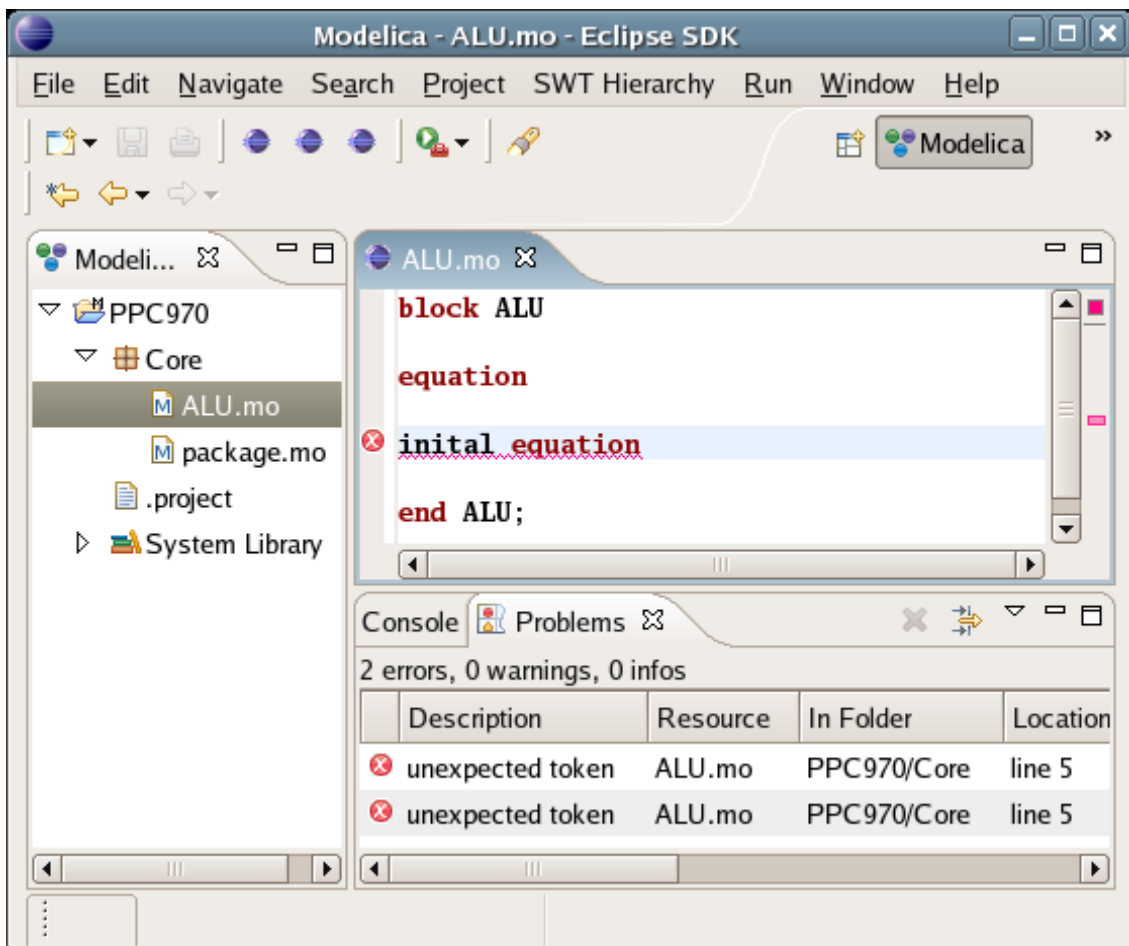 Modelica - ALU.mo - Eclipse SDK
File Edit Navigate Search Project SWT Hierarchy Run Window Help
Modelica »
Modeli...
PPC970
Core
ALU.mo
package.mo
.project
System Library
ALU.mo
block ALU
equation
inital equation
end ALU;
Console Problems
2 errors, 0 warnings, 0 infos
Description Resource In Folder Location
unexpected token ALU.mo PPC970/Core line 5
unexpected token ALU.mo PPC970/Core line 5